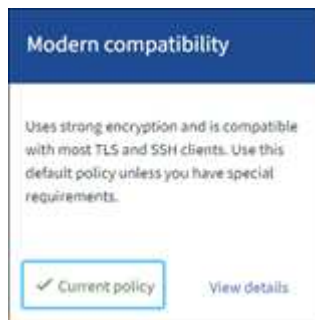 Modern compatibility
Uses strong encryption and is compatible
with most TLS and SSH clients. Use this
default policy unless you have special
requirements.
✓ Current policy
View details